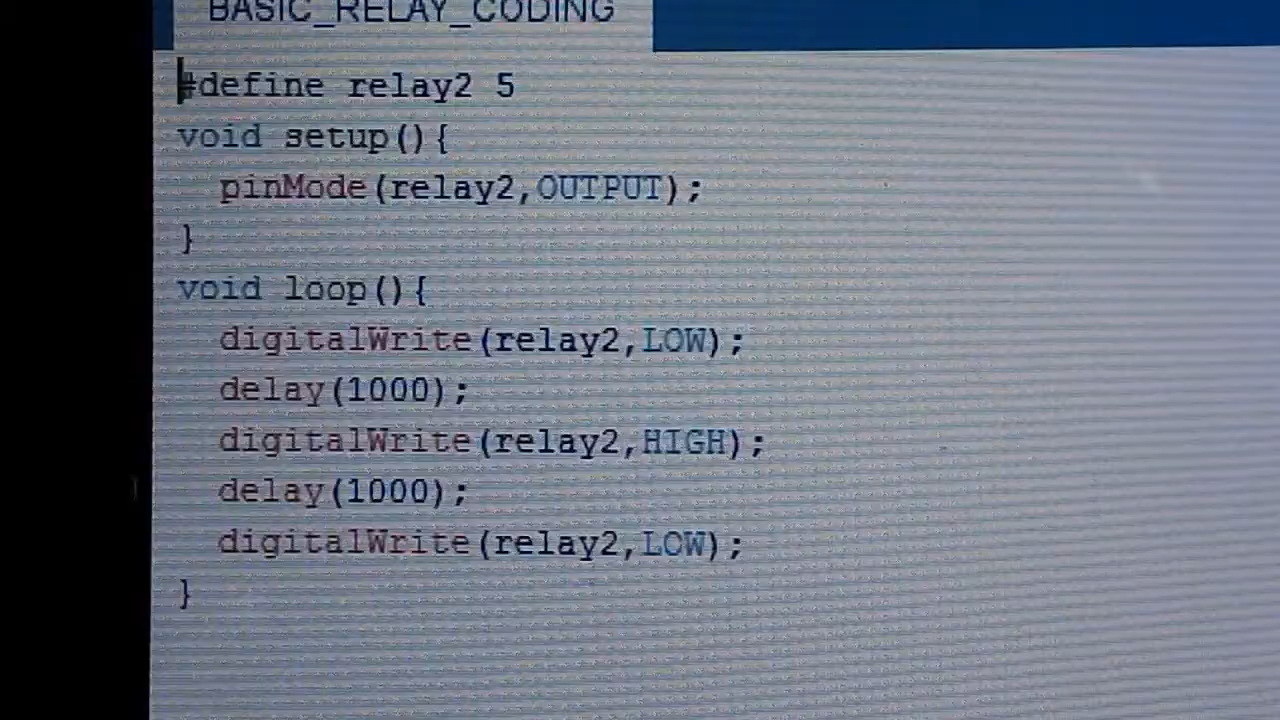 BASIC_RELAY_CODING
#define relay2 5
void setup(){
  pinMode(relay2,OUTPUT);
}
void loop(){
  digitalWrite(relay2,LOW);
  delay(1000);
  digitalWrite(relay2,HIGH);
  delay(1000);
  digitalWrite(relay2,LOW);
}